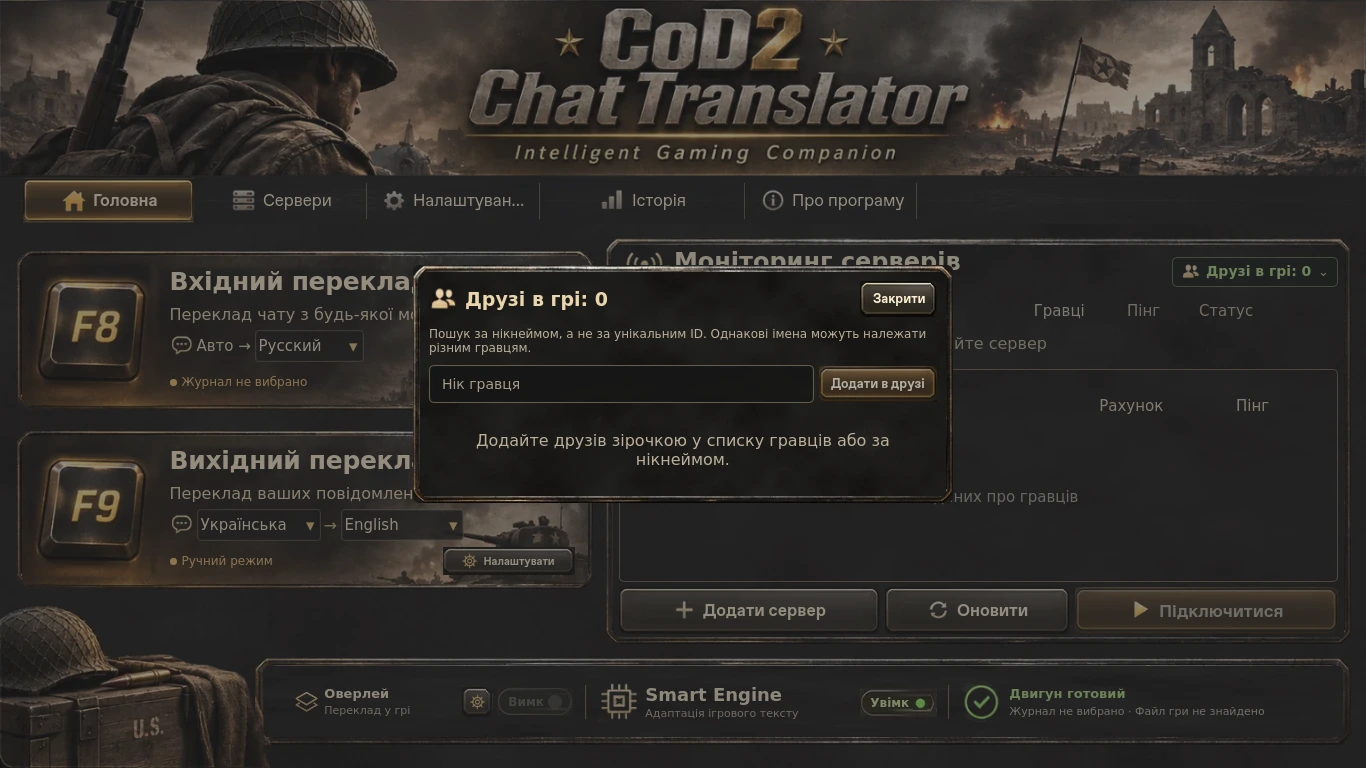 CoD2
Chat Translator
Intelligent Gaming Companion
Головна
Сервери
Налаштуван...
Історія
Про програму
F8
Вхідний перекла
Переклад чату з будь-якої мо
Авто → Русский ▾
● Журнал не вибрано
F9
Вихідний перекл
Переклад ваших повідомлен
Українська ▾ → English ▾
● Ручний режим
Налаштувати
Моніторинг серверів
Друзі в грі: 0
Гравці Пінг Статус
йте сервер
Рахунок Пінг
них про гравців
Друзі в грі: 0
Закрити
Пошук за нікнеймом, а не за унікальним ID. Однакові імена можуть належати
різним гравцям.
Нік гравця
Додати в друзі
Додайте друзів зірочкою у списку гравців або за
нікнеймом.
Додати сервер
Оновити
Підключитися
U.S.
Оверлей
Переклад у грі
Вимк
Smart Engine
Адаптація ігрового тексту
Увімк
Двигун готовий
Журнал не вибрано · Файл гри не знайдено